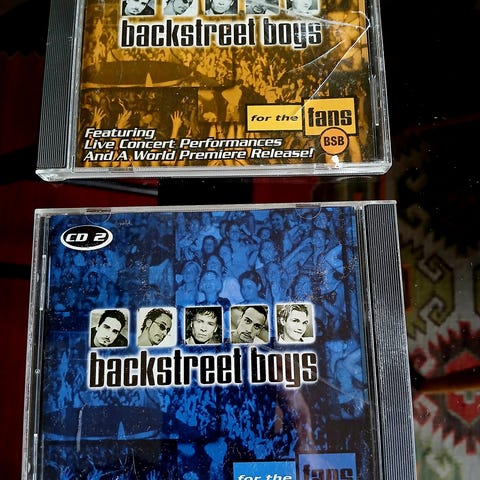 backstreet boys
for the fans
BSB
Featuring
Live Concert Performances
And A World Premiere Release!
CD 2
backstreet boys
for the fans